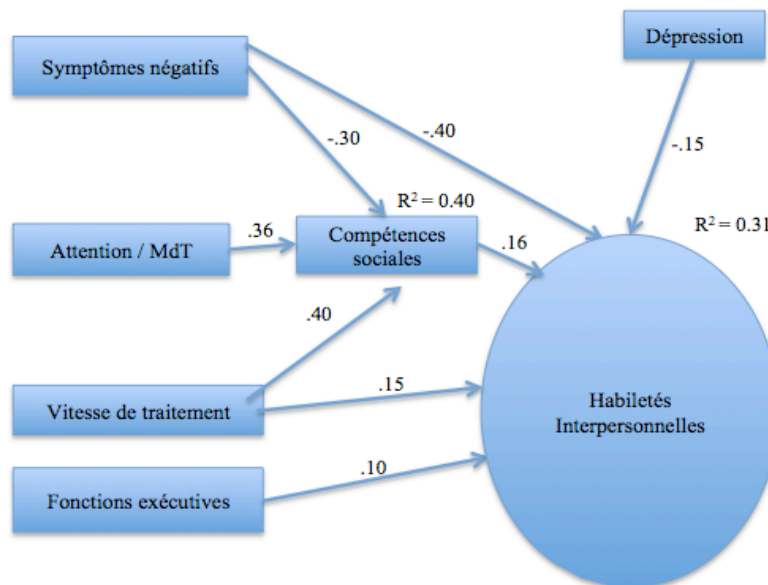 Dépression
Symptômes négatifs
-.30
-.40
-.15
R² = 0.40
R² = 0.31
Attention / MdT
.36
Compétences
sociales
.16
.40
Vitesse de traitement
.15
Habiletés
Interpersonnelles
.10
Fonctions exécutives